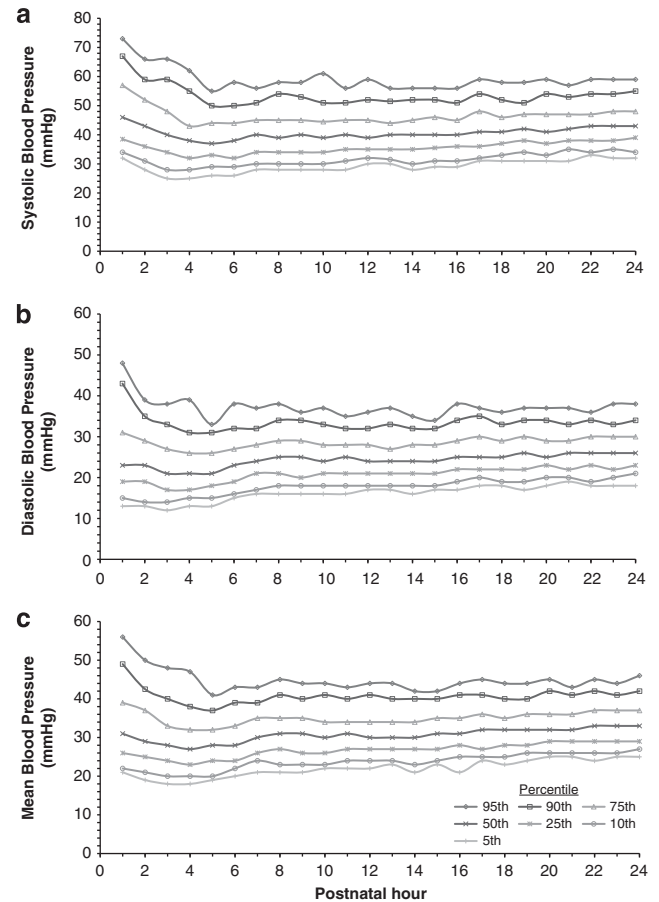 a
Systolic Blood Pressure
(mmHg)
80
70
60
50
40
30
20
10
0
0 2 4 6 8 10 12 14 16 18 20 22 24
b
Diastolic Blood Pressure
(mmHg)
60
50
40
30
20
10
0
0 2 4 6 8 10 12 14 16 18 20 22 24
c
Mean Blood Pressure
(mmHg)
60
50
40
30
20
10
0
Percentile
95th 90th 75th
50th 25th 10th
5th
0 2 4 6 8 10 12 14 16 18 20 22 24
Postnatal hour